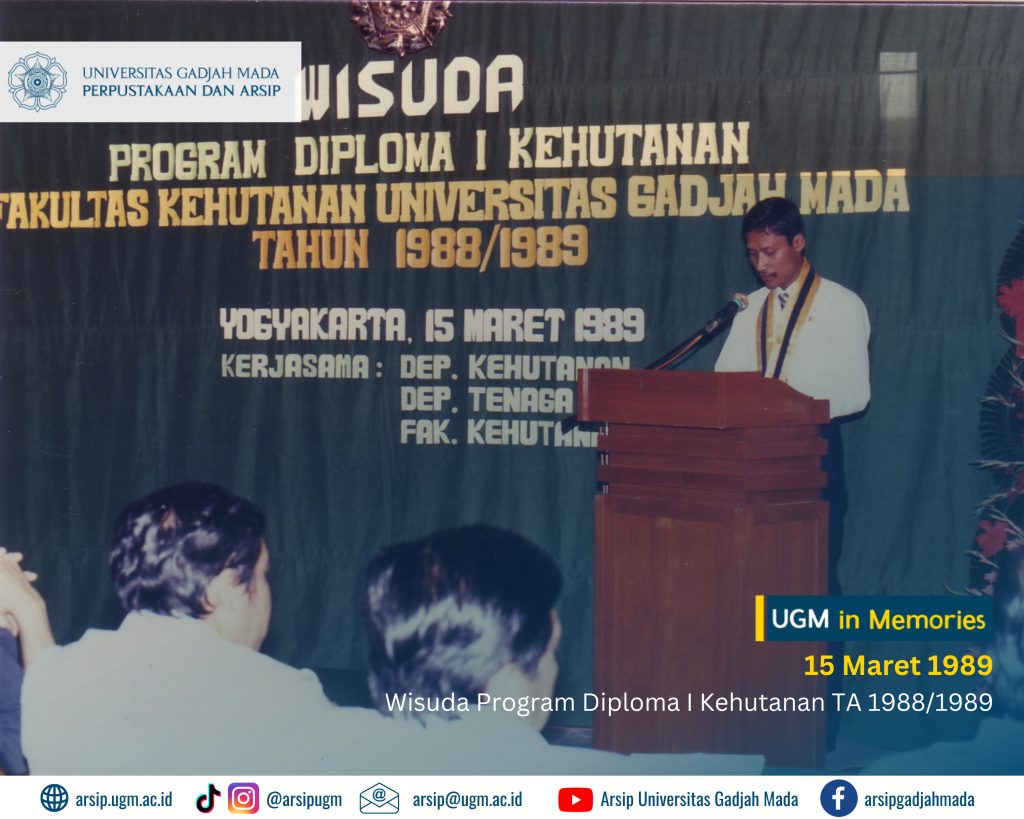 UNIVERSITAS GADJAH MADA
PERPUSTAKAAN DAN ARSIP
WISUDA
PROGRAM DIPLOMA I KEHUTANAN
FAKULTAS KEHUTANAN UNIVERSITAS GADJAH MADA
TAHUN 1988/1989
YOGYAKARTA, 15 MARET 1989
KERJASAMA : DEP. KEHUTANAN
DEP. TENAGA
FAK. KEHUTANA
UGM in Memories
15 Maret 1989
Wisuda Program Diploma I Kehutanan TA 1988/1989
arsip.ugm.ac.id
@arsipugm
arsip@ugm.ac.id
Arsip Universitas Gadjah Mada
arsipgadjahmada